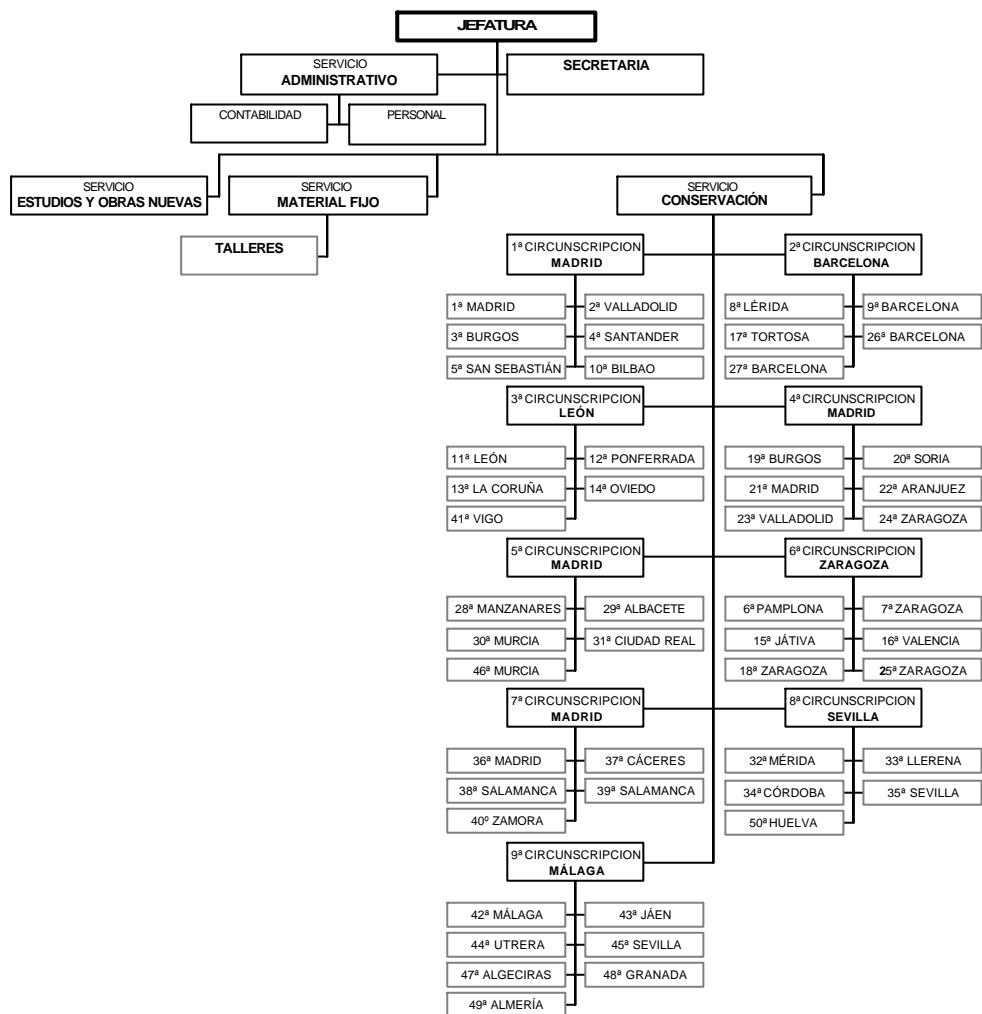 JEFATURA
SERVICIO
ADMINISTRATIVO
SECRETARIA
CONTABILIDAD
PERSONAL
SERVICIO
ESTUDIOS Y OBRAS NUEVAS
SERVICIO
MATERIAL FIJO
SERVICIO
CONSERVACIÓN
TALLERES
1ª CIRCUNSCRIPCION
MADRID
2ª CIRCUNSCRIPCION
BARCELONA
1ª MADRID
2ª VALLADOLID
8ª LÉRIDA
9ª BARCELONA
3ª BURGOS
4ª SANTANDER
17ª TORTOSA
26ª BARCELONA
5ª SAN SEBASTIÁN
10ª BILBAO
27ª BARCELONA
3ª CIRCUNSCRIPCION
LEÓN
4ª CIRCUNSCRIPCION
MADRID
11ª LEÓN
12ª PONFERRADA
19ª BURGOS
20ª SORIA
13ª LA CORUÑA
14ª OVIEDO
21ª MADRID
22ª ARANJUEZ
41ª VIGO
23ª VALLADOLID
24ª ZARAGOZA
5ª CIRCUNSCRIPCION
MADRID
6ª CIRCUNSCRIPCION
ZARAGOZA
28ª MANZANARES
29ª ALBACETE
6ª PAMPLONA
7ª ZARAGOZA
30ª MURCIA
31ª CIUDAD REAL
15ª JÁTIVA
16ª VALENCIA
46ª MURCIA
18ª ZARAGOZA
25ª ZARAGOZA
7ª CIRCUNSCRIPCION
MADRID
8ª CIRCUNSCRIPCION
SEVILLA
36ª MADRID
37ª CÁCERES
32ª MÉRIDA
33ª LLERENA
38ª SALAMANCA
39ª SALAMANCA
34ª CÓRDOBA
35ª SEVILLA
40º ZAMORA
50ª HUELVA
9ª CIRCUNSCRIPCION
MÁLAGA
42ª MÁLAGA
43ª JÁEN
44ª UTRERA
45ª SEVILLA
47ª ALGECIRAS
48ª GRANADA
49ª ALMERÍA